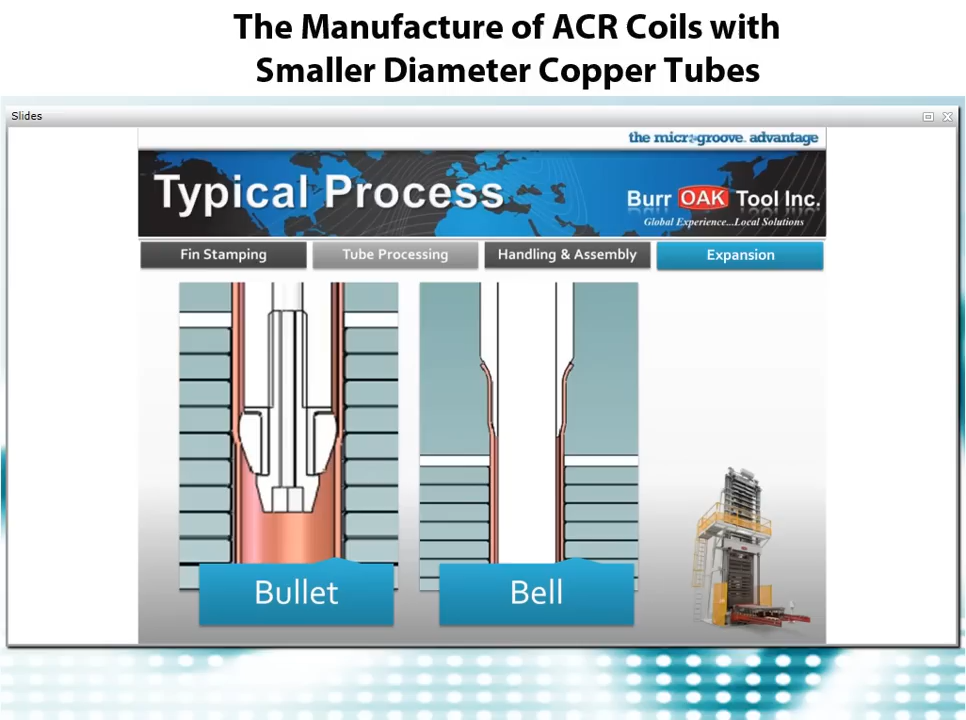 The Manufacture of ACR Coils with
Smaller Diameter Copper Tubes
Slides
the microgroove advantage
Typical Process
Burr OAK Tool Inc.
Global Experience...Local Solutions
Fin Stamping
Tube Processing
Handling & Assembly
Expansion
Bullet
Bell